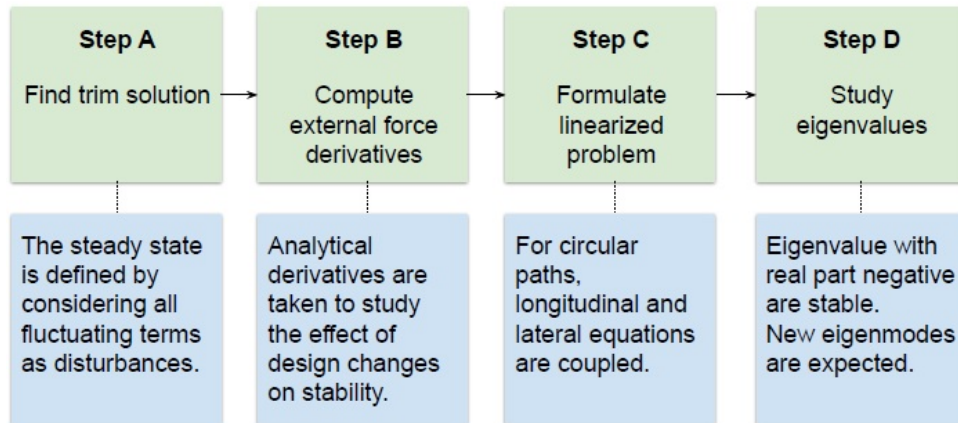 Step A
Find trim solution
Step B
Compute
external force
derivatives
Step C
Formulate
linearized
problem
Step D
Study
eigenvalues
The steady state
is defined by
considering all
fluctuating terms
as disturbances.
Analytical
derivatives are
taken to study
the effect of
design changes
on stability.
For circular
paths,
longitudinal and
lateral equations
are coupled.
Eigenvalue with
real part negative
are stable.
New eigenmodes
are expected.